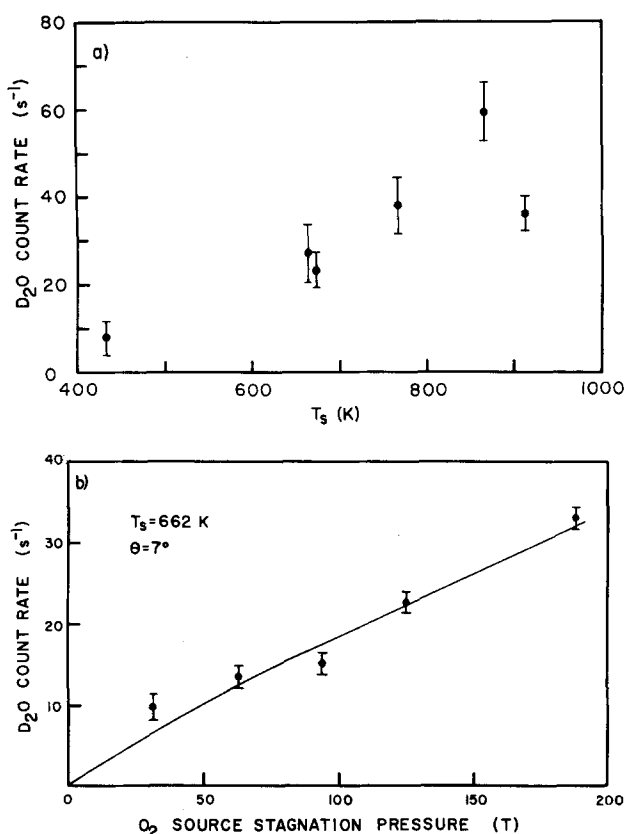 80
a)
60
40
20
0
D₂O COUNT RATE (s⁻¹)
400
600
800
1000
Tₛ (K)
40
b)
Tₛ=662 K
θ=7°
30
20
10
D₂O COUNT RATE (s⁻¹)
0
50
100
150
200
O₂ SOURCE STAGNATION PRESSURE (T)